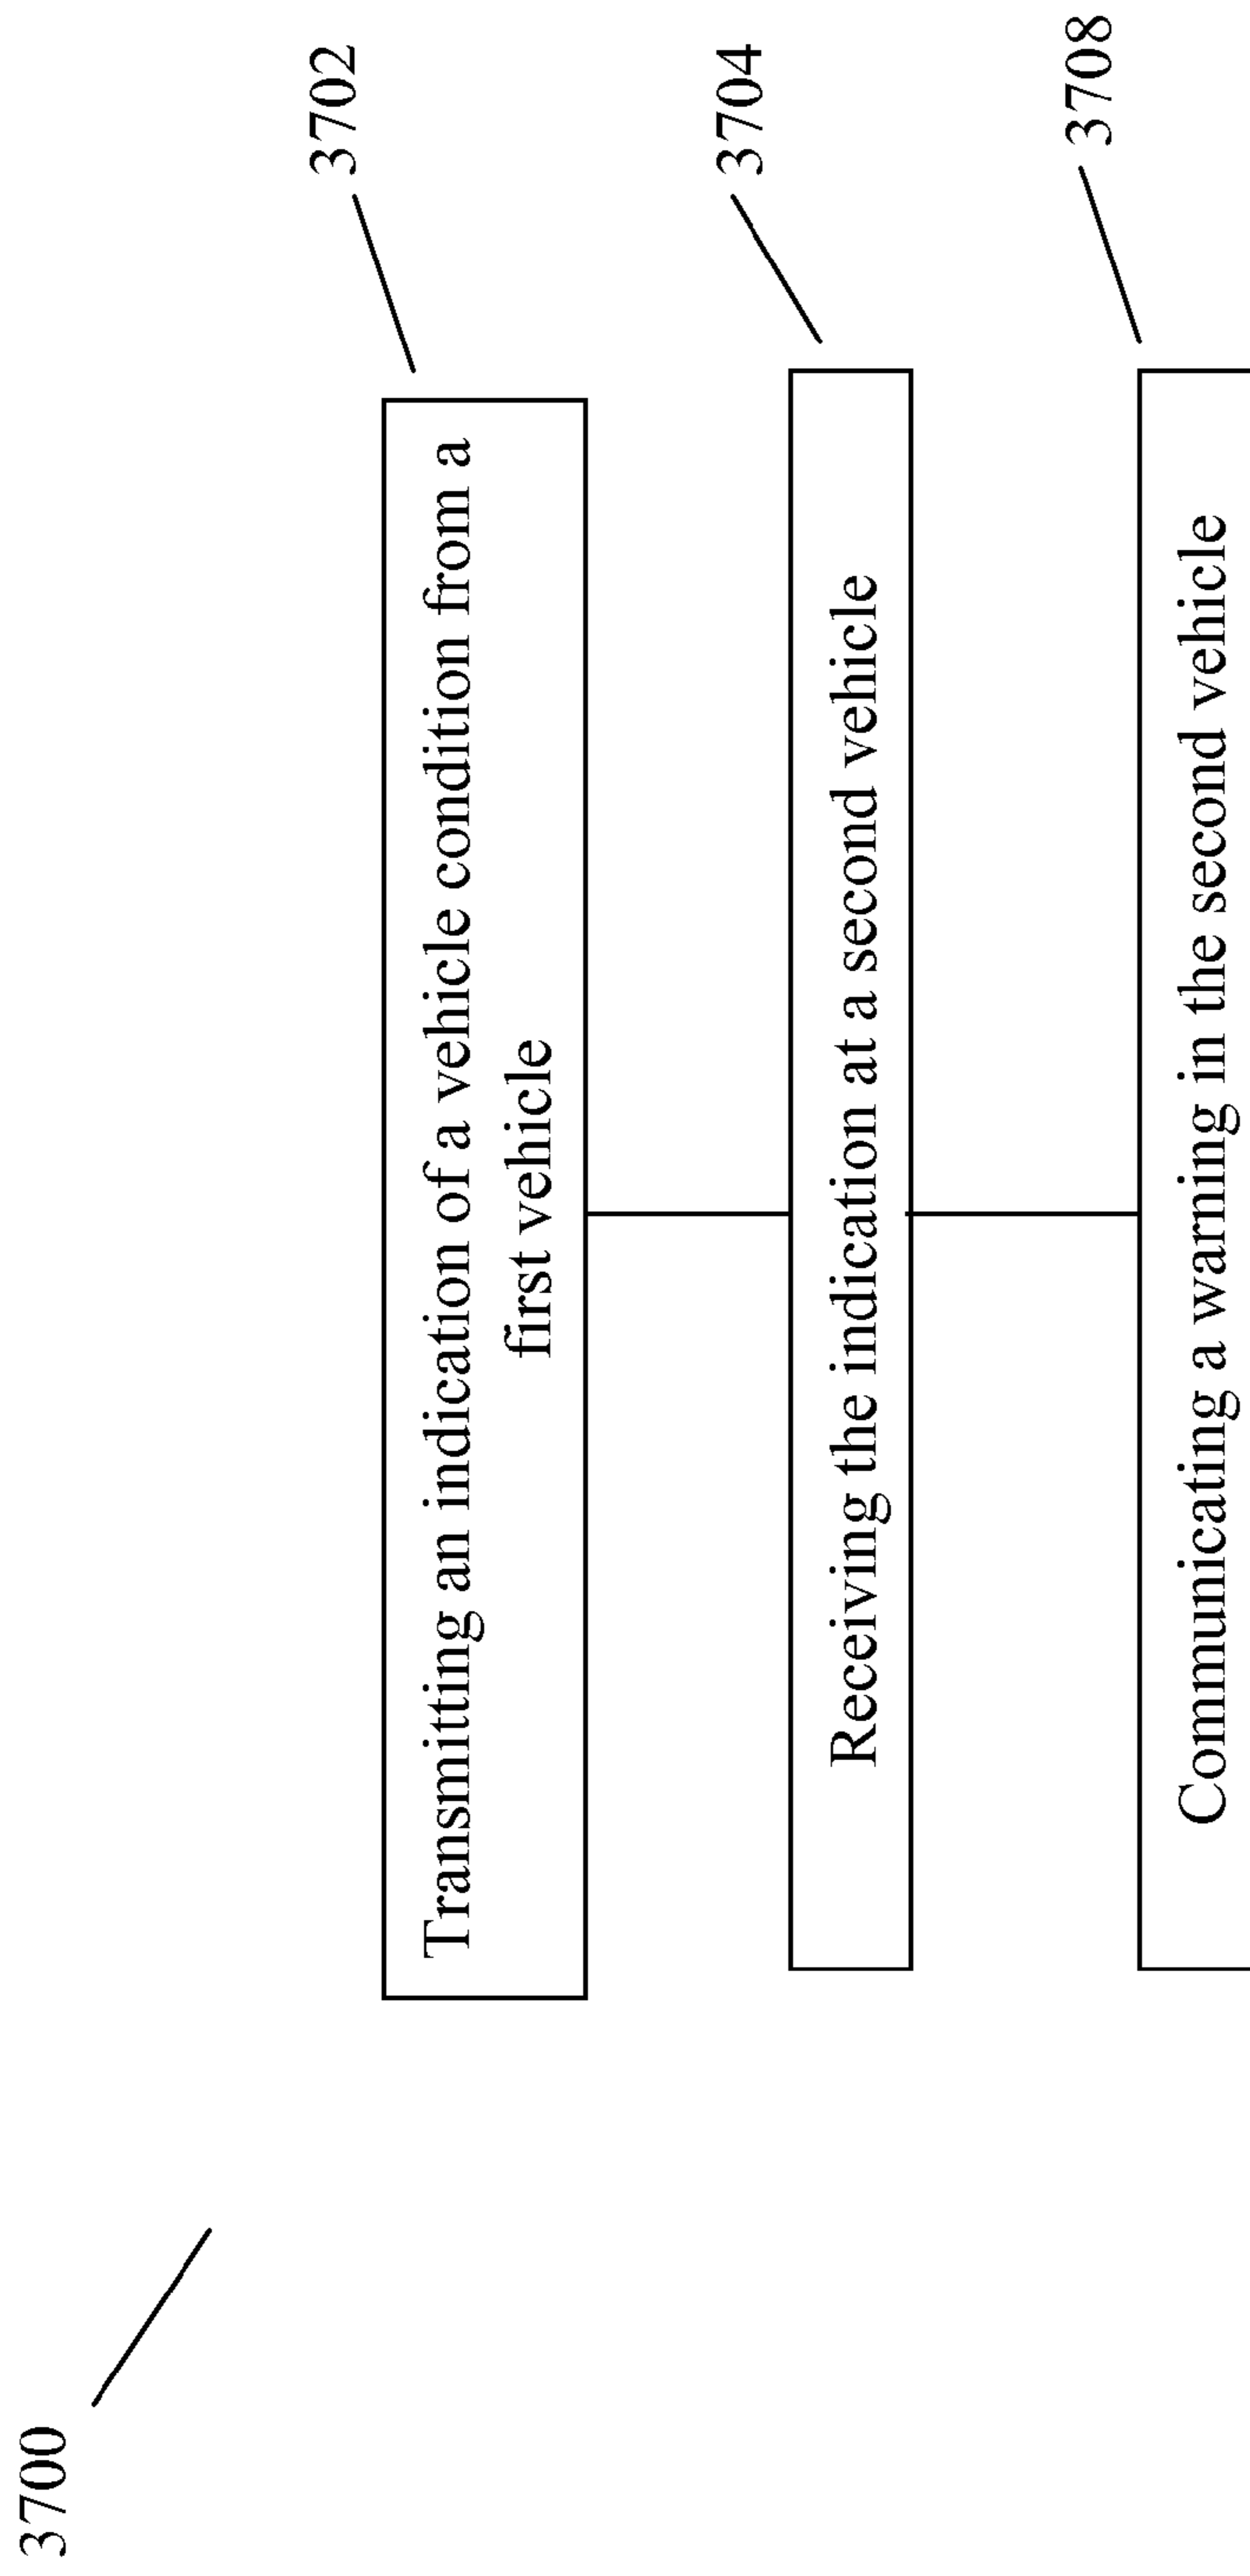 3700
3702
Transmitting an indication of a vehicle condition from a
first vehicle
3704
Receiving the indication at a second vehicle
3708
Communicating a warning in the second vehicle